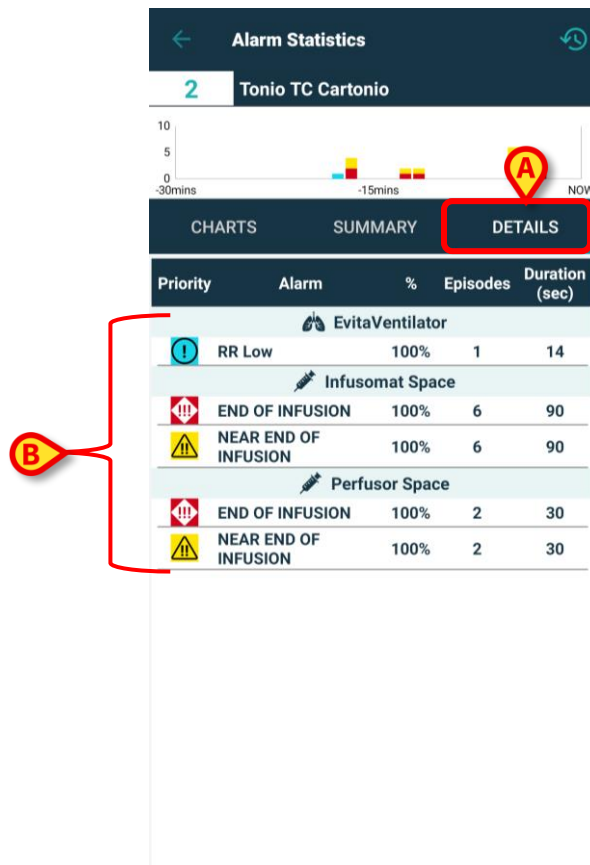 Alarm Statistics
2 Tonio TC Cartonio
10
5
0
-30mins -15mins NOW
A
CHARTS SUMMARY DETAILS
Priority Alarm % Episodes Duration (sec)
EvitaVentilator
! RR Low 100% 1 14
Infusomat Space
!!! END OF INFUSION 100% 6 90
!! NEAR END OF INFUSION 100% 6 90
B
Perfusor Space
!!! END OF INFUSION 100% 2 30
!! NEAR END OF INFUSION 100% 2 30